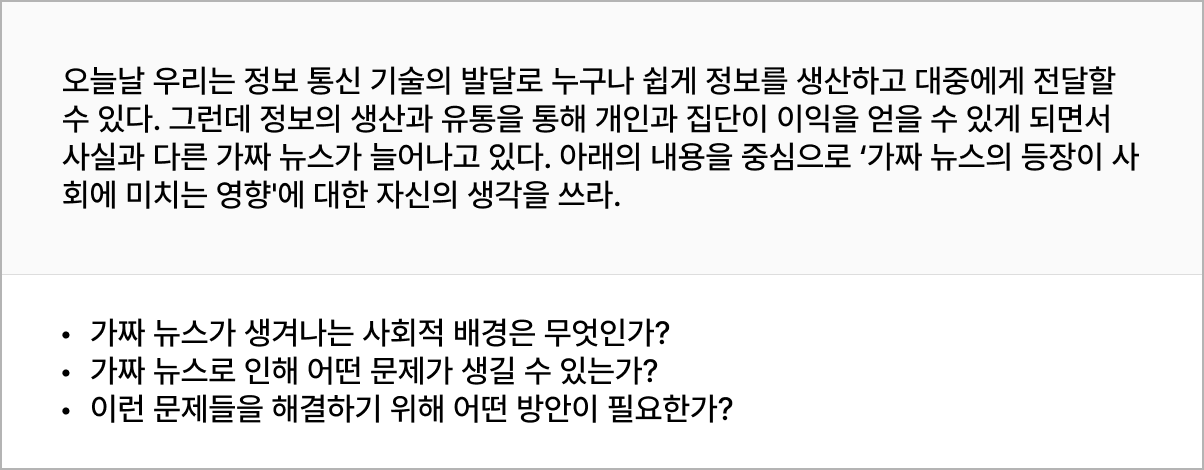 오늘날 우리는 정보 통신 기술의 발달로 누구나 쉽게 정보를 생산하고 대중에게 전달할
수 있다. 그런데 정보의 생산과 유통을 통해 개인과 집단이 이익을 얻을 수 있게 되면서
사실과 다른 가짜 뉴스가 늘어나고 있다. 아래의 내용을 중심으로 ‘가짜 뉴스의 등장이 사
회에 미치는 영향'에 대한 자신의 생각을 쓰라.
• 가짜 뉴스가 생겨나는 사회적 배경은 무엇인가?
• 가짜 뉴스로 인해 어떤 문제가 생길 수 있는가?
• 이런 문제들을 해결하기 위해 어떤 방안이 필요한가?